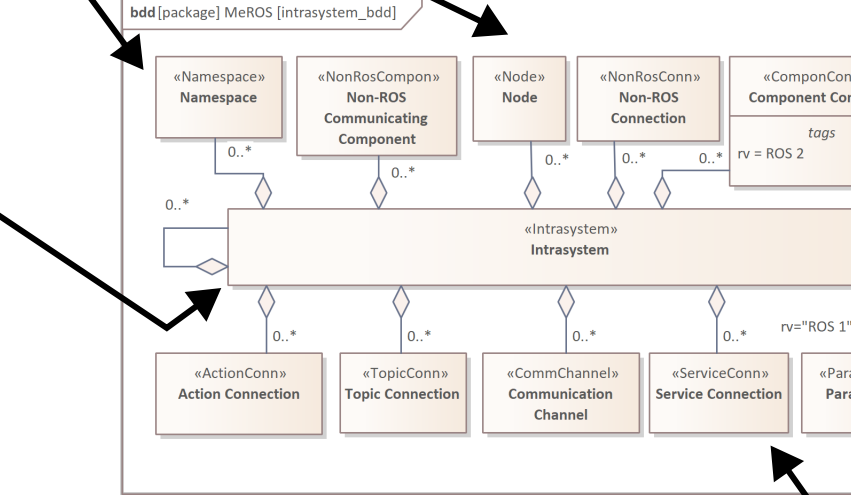 bdd [package] MeROS [intrasystem_bdd]
«Namespace»
Namespace
«NonRosCompon»
Non-ROS
Communicating
Component
«Node»
Node
«NonRosConn»
Non-ROS
Connection
«ComponCon
Component Cor
tags
rv = ROS 2
0..*
0..*
0..*
0..*
0..*
0..*
«Intrasystem»
Intrasystem
0..*
0..*
0..*
0..*
rv="ROS 1"
«ActionConn»
Action Connection
«TopicConn»
Topic Connection
«CommChannel»
Communication
Channel
«ServiceConn»
Service Connection
«Para
Para